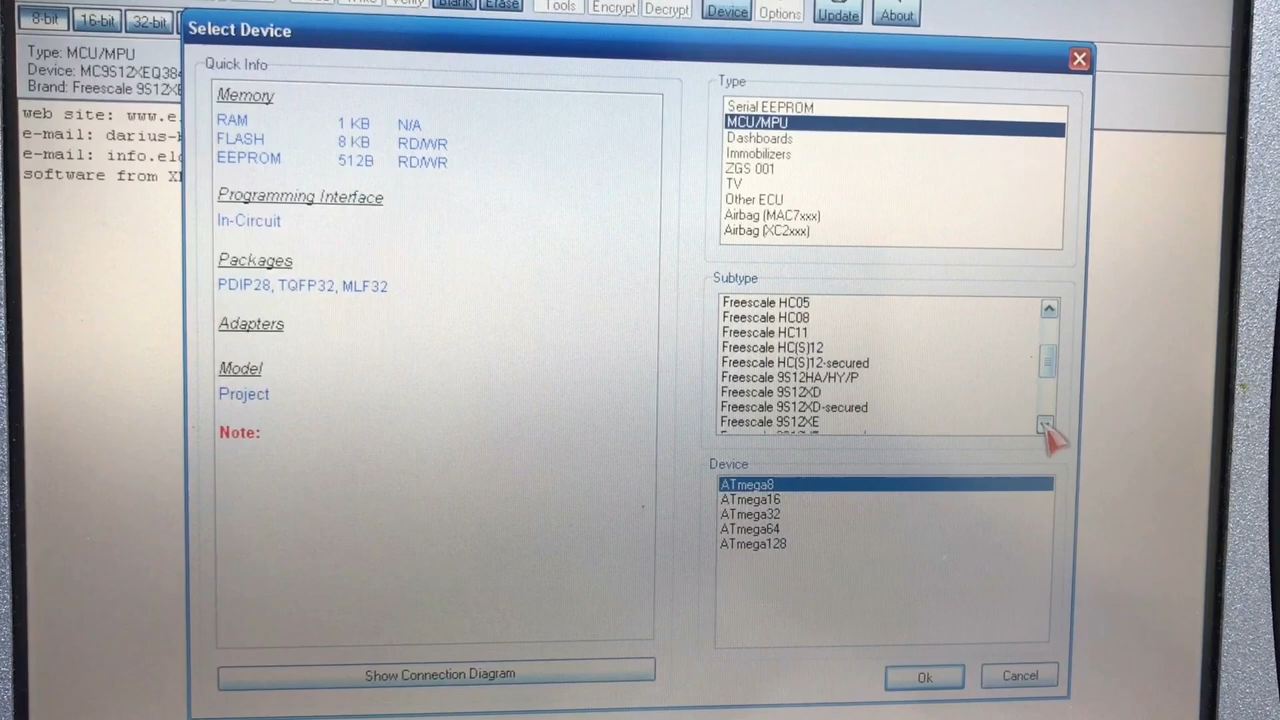 Tools
Verify Blank Erase Encrypt Decrypt Device Options Update About
8-bit 16-bit 32-bit
Select Device
Type: MCU/MPU
Device: MC9S12XEQ384
Brand: Freescale 9S12XE
web site: www.e.
e-mail: darius-
e-mail: info.eld
software from
Quick Info
Memory
RAM 1 KB N/A
FLASH 8 KB RD/WR
EEPROM 512B RD/WR
Programming Interface
In-Circuit
Packages
PDIP28, TQFP32, MLF32
Adapters
Model
Project
Note:
Show Connection Diagram
Type
Serial EEPROM
MCU/MPU
Dashboards
Immobilizers
ZGS 001
TV
Other ECU
Airbag (MAC7xxx)
Airbag (XC2xxx)
Subtype
Freescale HC05
Freescale HC08
Freescale HC11
Freescale HC(S)12
Freescale HC(S)12-secured
Freescale 9S12HA/HY/P
Freescale 9S12XD
Freescale 9S12XD-secured
Freescale 9S12XE
Device
ATmega8
ATmega16
ATmega32
ATmega64
ATmega128
Ok Cancel